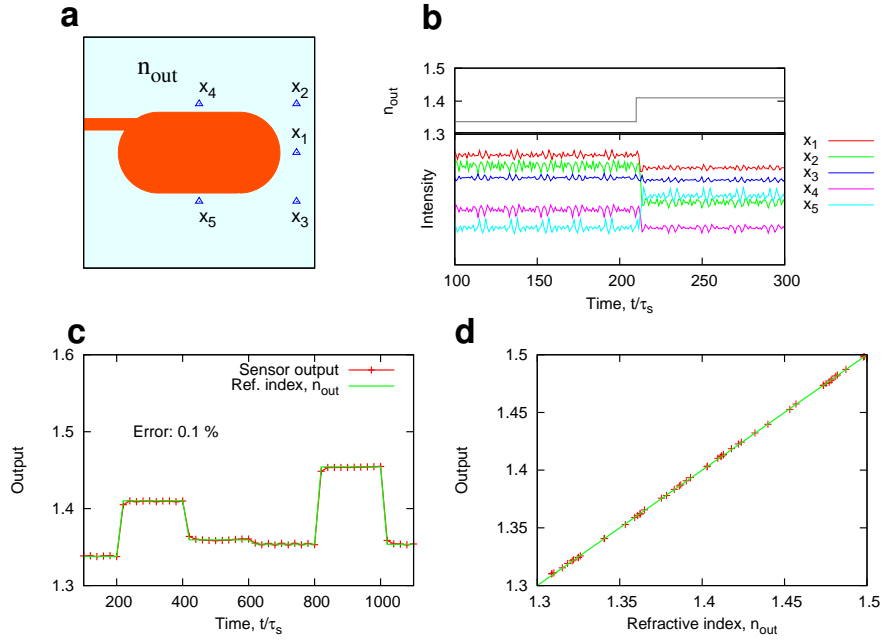 a
n_out
x_4
x_2
x_1
x_5
x_3
b
1.5
1.4
1.3
n_out
Intensity
100
150
200
250
300
Time, t/τ_s
x_1
x_2
x_3
x_4
x_5
c
1.6
1.5
1.4
1.3
Output
Sensor output
Ref. index, n_out
Error: 0.1 %
200
400
600
800
1000
Time, t/τ_s
d
1.5
1.45
1.4
1.35
1.3
Output
1.3
1.35
1.4
1.45
1.5
Refractive index, n_out